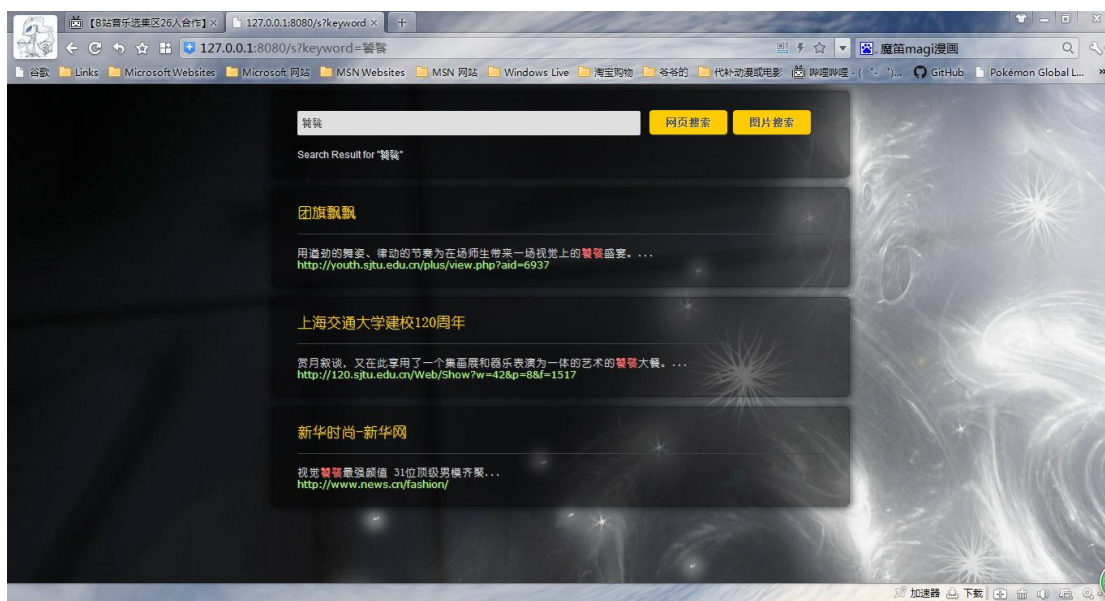 【B站音乐选集区26人合作】 ×
127.0.0.1:8080/s?keyword ×
127.0.0.1:8080/s?keyword=饕餮
魔笛magi漫画
谷歌 Links MicrosoftWebsites Microsoft 网站 MSN Websites MSN 网站 Windows Live 淘宝购物 爷爷的 代补动漫或电影 哔哩哔哩 - ( ゜- ゜)... GitHub Pokémon Global L... »
饕餮 网页搜索 图片搜索
Search Result for "饕餮"
团旗飘飘
用遒劲的舞姿、律动的节奏为在场师生带来一场视觉上的饕餮盛宴。...
http://youth.sjtu.edu.cn/plus/view.php?aid=6937
上海交通大学建校120周年
赏月叙谈，又在此享用了一个集画展和器乐表演为一体的艺术的饕餮大餐。...
http://120.sjtu.edu.cn/Web/Show?w=42&p=8&f=1517
新华时尚-新华网
视觉饕餮最强颜值 31位顶级男模齐聚...
http://www.news.cn/fashion/
加速器 下载